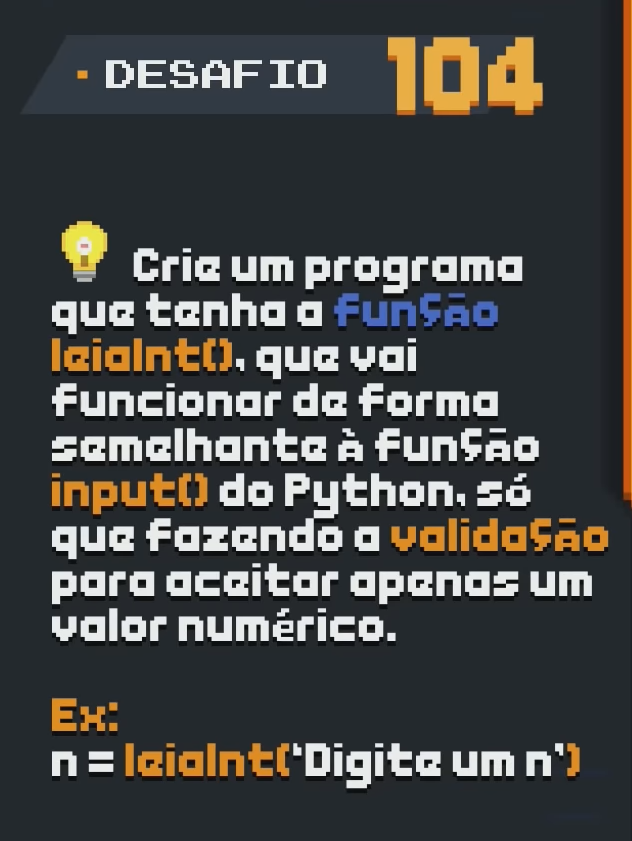 DESAFIO 104
Crie um programa
que tenha a função
leiaInt(), que vai
funcionar de forma
semelhante à função
input() do Python, só
que fazendo a validação
para aceitar apenas um
valor numérico.
Ex:
n = leiaInt(‘Digite um n’)